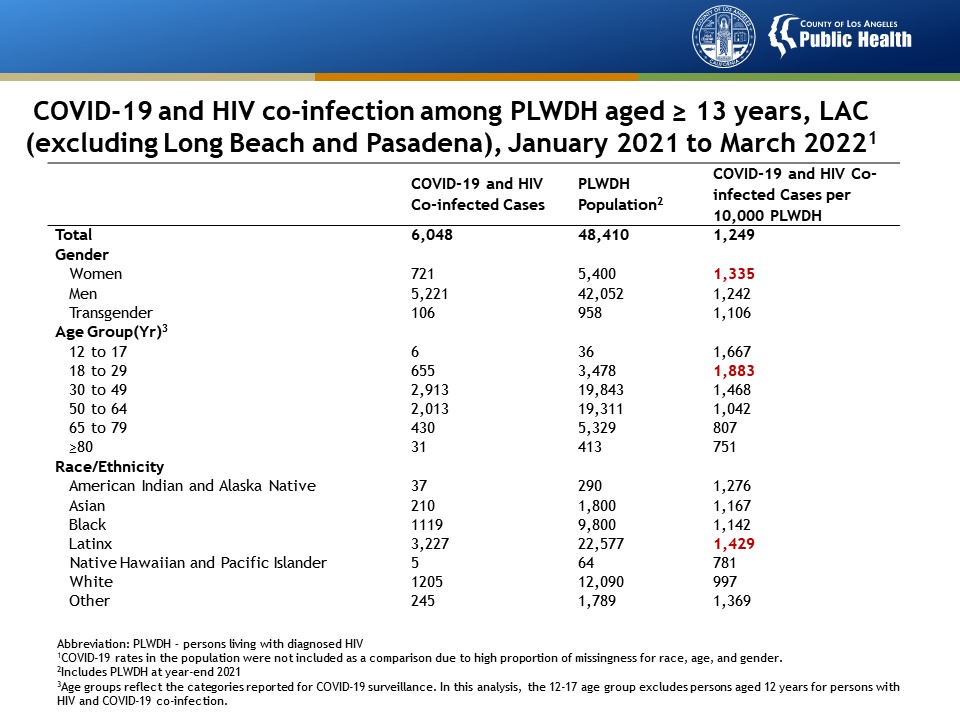 COUNTY OF LOS ANGELES
Public Health
COVID-19 and HIV co-infection among PLWDH aged ≥ 13 years, LAC
(excluding Long Beach and Pasadena), January 2021 to March 2022¹
COVID-19 and HIV Co-infected Cases PLWDH Population² COVID-19 and HIV Co-infected Cases per 10,000 PLWDH
Total 6,048 48,410 1,249
Gender
Women 721 5,400 1,335
Men 5,221 42,052 1,242
Transgender 106 958 1,106
Age Group(Yr)³
12 to 17 6 36 1,667
18 to 29 655 3,478 1,883
30 to 49 2,913 19,843 1,468
50 to 64 2,013 19,311 1,042
65 to 79 430 5,329 807
≥80 31 413 751
Race/Ethnicity
American Indian and Alaska Native 37 290 1,276
Asian 210 1,800 1,167
Black 1119 9,800 1,142
Latinx 3,227 22,577 1,429
Native Hawaiian and Pacific Islander 5 64 781
White 1205 12,090 997
Other 245 1,789 1,369
Abbreviation: PLWDH – persons living with diagnosed HIV
¹COVID-19 rates in the population were not included as a comparison due to high proportion of missingness for race, age, and gender.
²Includes PLWDH at year-end 2021
³Age groups reflect the categories reported for COVID-19 surveillance. In this analysis, the 12-17 age group excludes persons aged 12 years for persons with
HIV and COVID-19 co-infection.